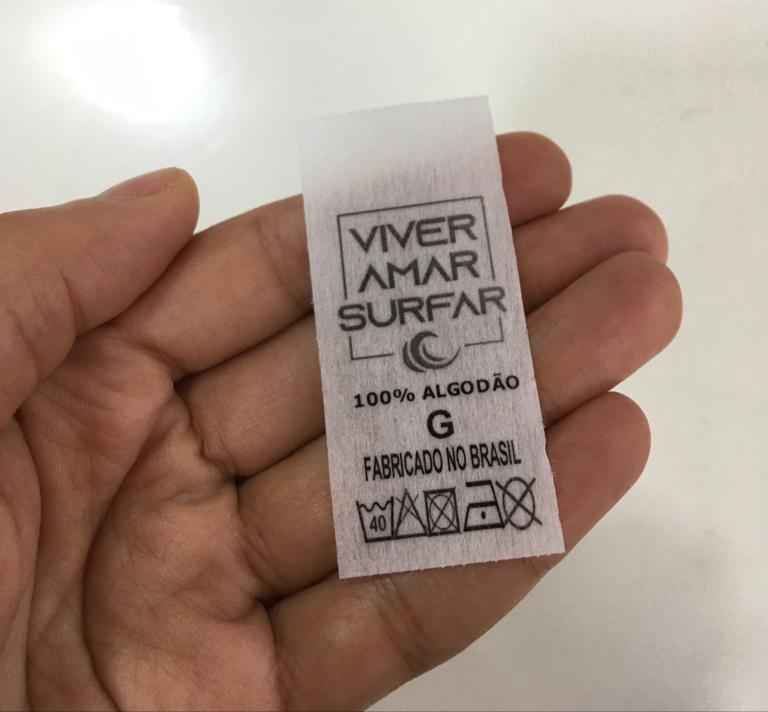 VIVER
AMAR
SURFAR
100% ALGODÃO
G
FABRICADO NO BRASIL
40